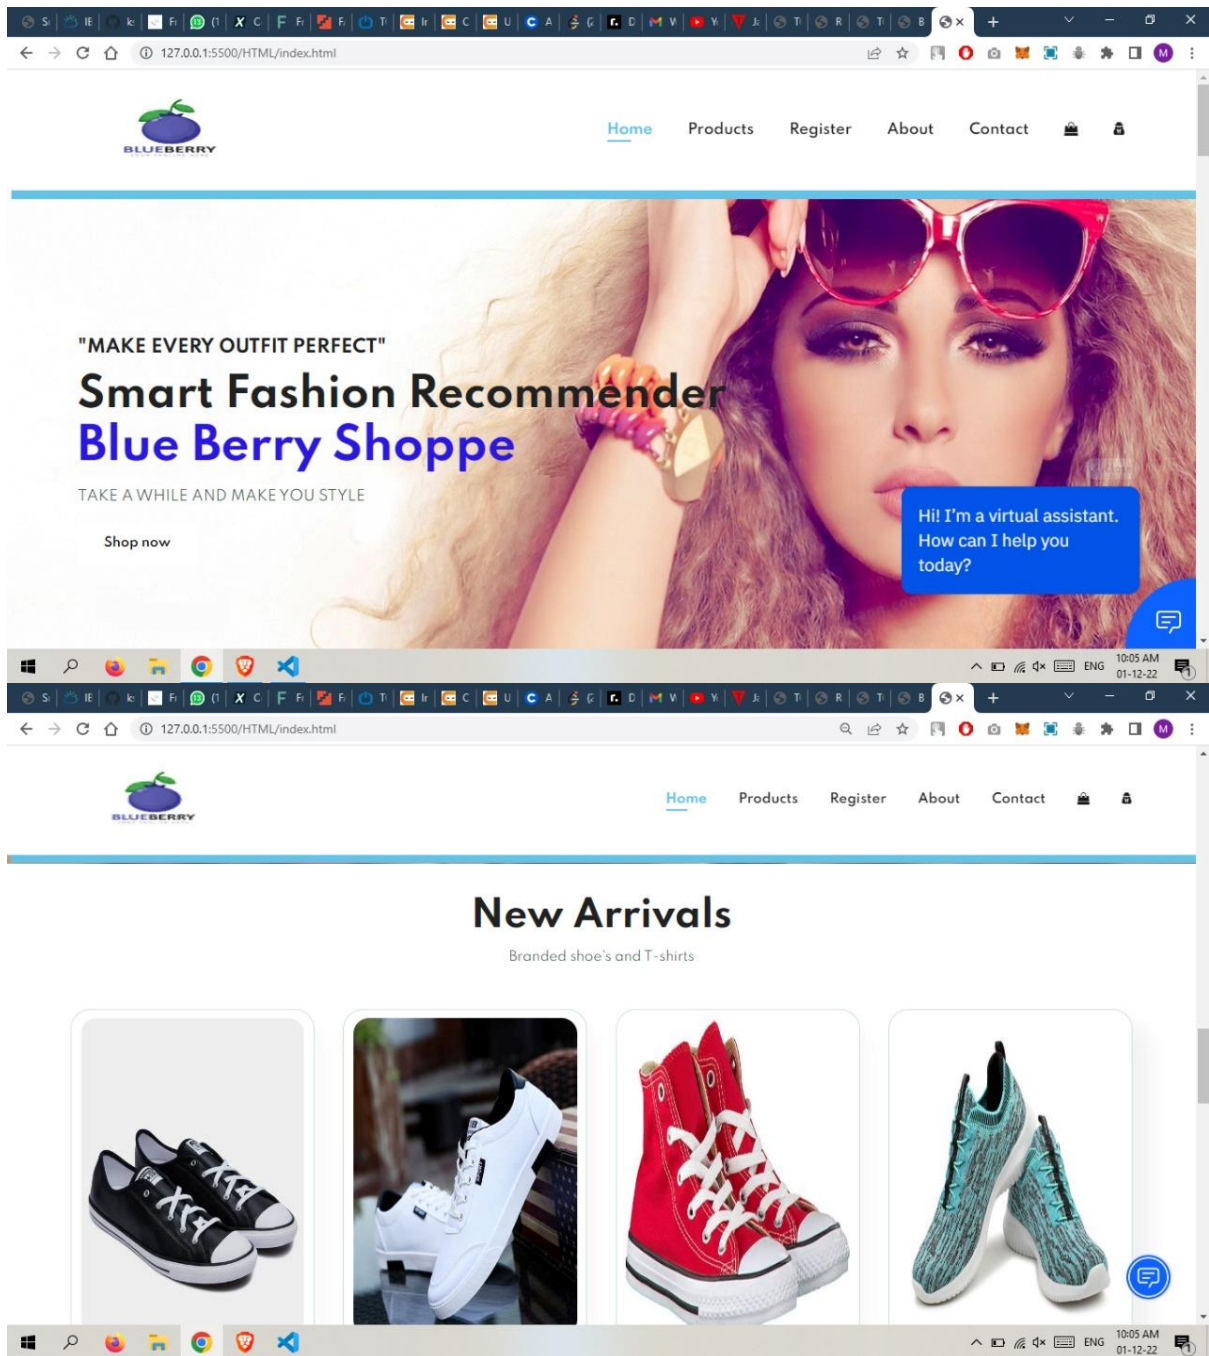 127.0.0.1:5500/HTML/index.html
M
BLUEBERRY
Home Products Register About Contact
"MAKE EVERY OUTFIT PERFECT"
Smart Fashion Recommender
Blue Berry Shoppe
TAKE A WHILE AND MAKE YOU STYLE
Shop now
Hi! I'm a virtual assistant.
How can I help you
today?
ENG
10:05 AM
01-12-22
127.0.0.1:5500/HTML/index.html
M
BLUEBERRY
Home Products Register About Contact
New Arrivals
Branded shoe's and T-shirts
ENG
10:05 AM
01-12-22